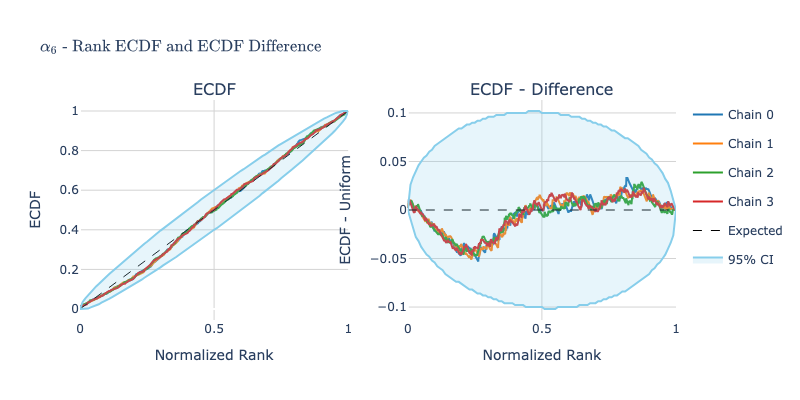 α₆ - Rank ECDF and ECDF Difference
ECDF
ECDF - Difference
ECDF
1
0.8
0.6
0.4
0.2
0
0
0.5
1
Normalized Rank
ECDF - Uniform
0.1
0.05
0
−0.05
−0.1
0
0.5
1
Normalized Rank
Chain 0
Chain 1
Chain 2
Chain 3
Expected
95% CI